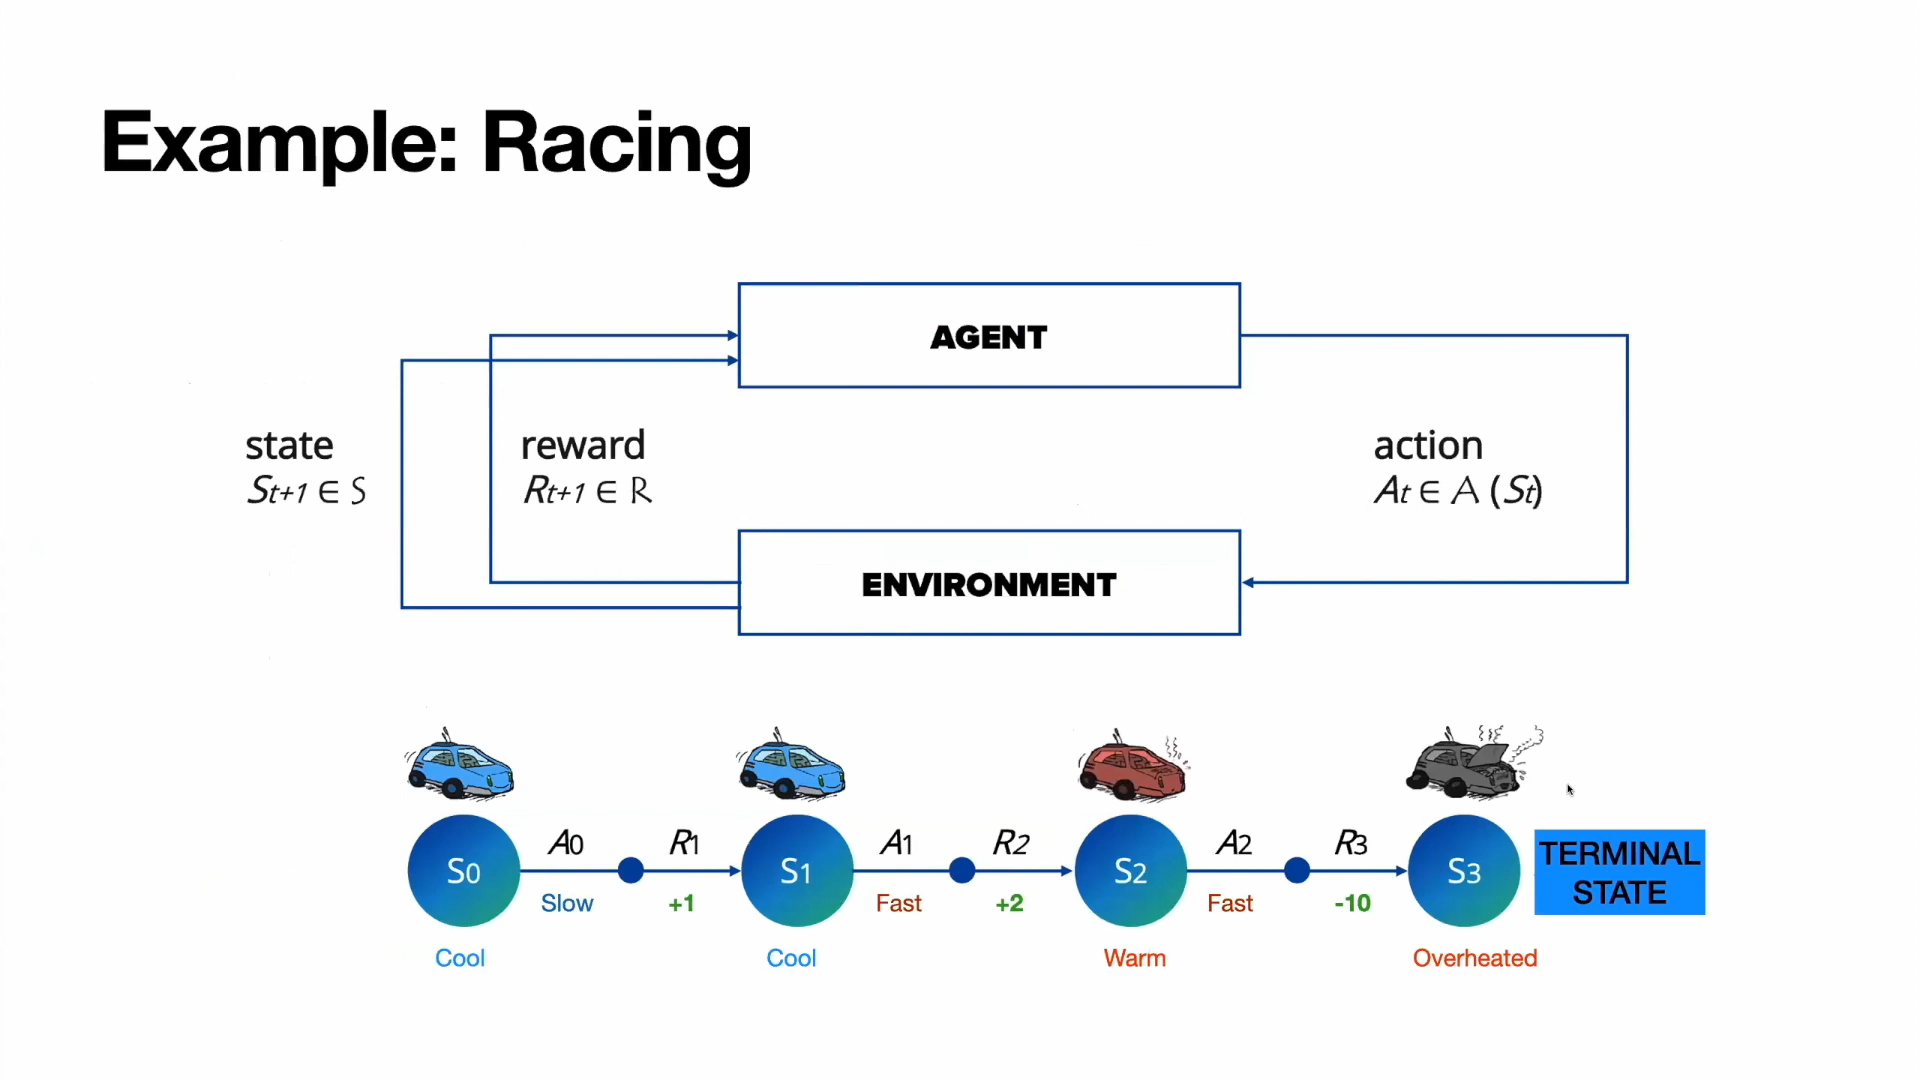 Example: Racing
AGENT
state
St+1 ∈ S
reward
Rt+1 ∈ R
action
At ∈ A (St)
ENVIRONMENT
S0 A0 R1 S1 A1 R2 S2 A2 R3 S3
TERMINAL
STATE
Slow +1 Fast +2 Fast -10
Cool Cool Warm Overheated